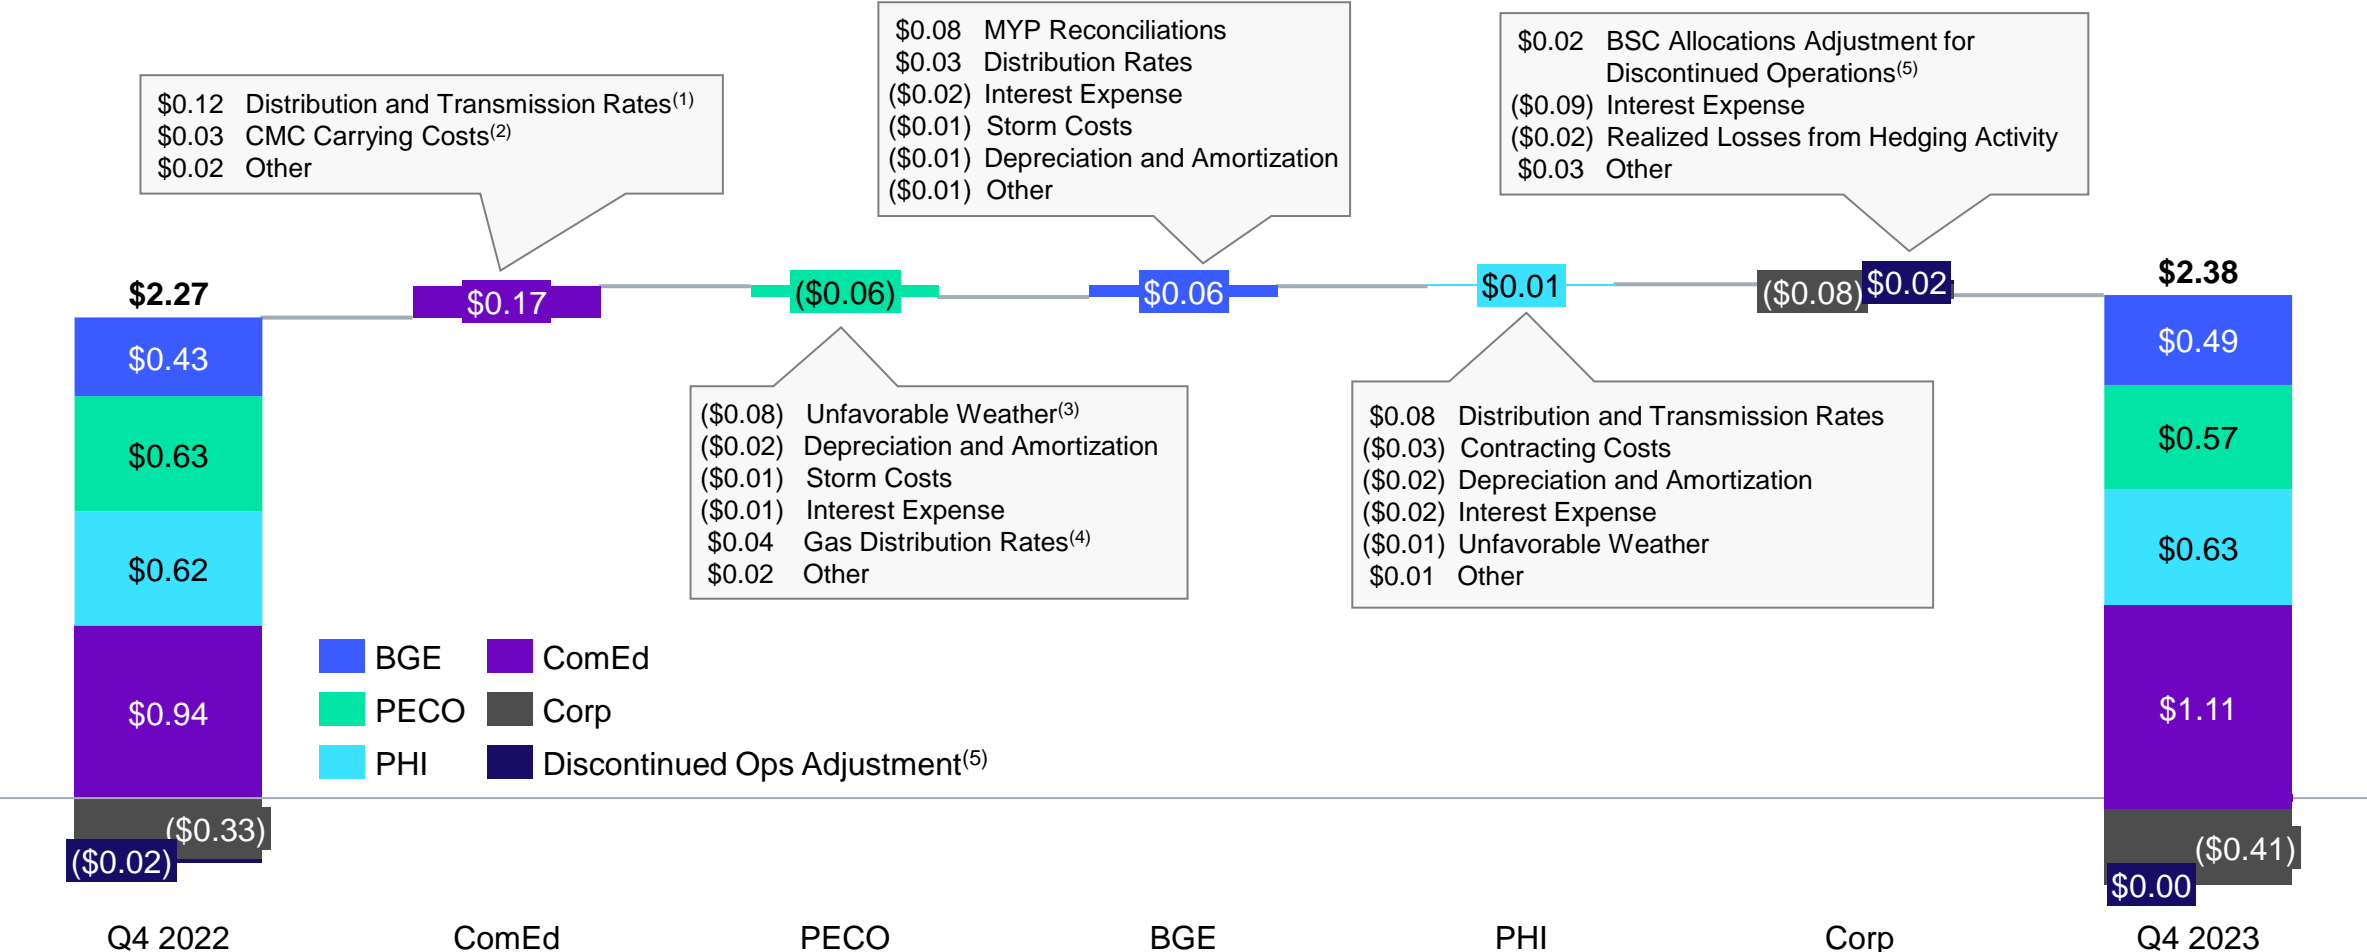 $0.12 Distribution and Transmission Rates(1)
$0.03 CMC Carrying Costs(2)
$0.02 Other
$0.08 MYP Reconciliations
$0.03 Distribution Rates
($0.02) Interest Expense
($0.01) Storm Costs
($0.01) Depreciation and Amortization
($0.01) Other
$0.02 BSC Allocations Adjustment for
Discontinued Operations(5)
($0.09) Interest Expense
($0.02) Realized Losses from Hedging Activity
$0.03 Other
$2.27
$0.43
$0.63
$0.62
$0.94
($0.33)
($0.02)
$0.17
($0.06)
$0.06
$0.01
($0.08)
$0.02
$2.38
$0.49
$0.57
$0.63
$1.11
($0.41)
$0.00
($0.08) Unfavorable Weather(3)
($0.02) Depreciation and Amortization
($0.01) Storm Costs
($0.01) Interest Expense
$0.04 Gas Distribution Rates(4)
$0.02 Other
$0.08 Distribution and Transmission Rates
($0.03) Contracting Costs
($0.02) Depreciation and Amortization
($0.02) Interest Expense
($0.01) Unfavorable Weather
$0.01 Other
BGE ComEd
PECO Corp
PHI Discontinued Ops Adjustment(5)
Q4 2022 ComEd PECO BGE PHI Corp Q4 2023